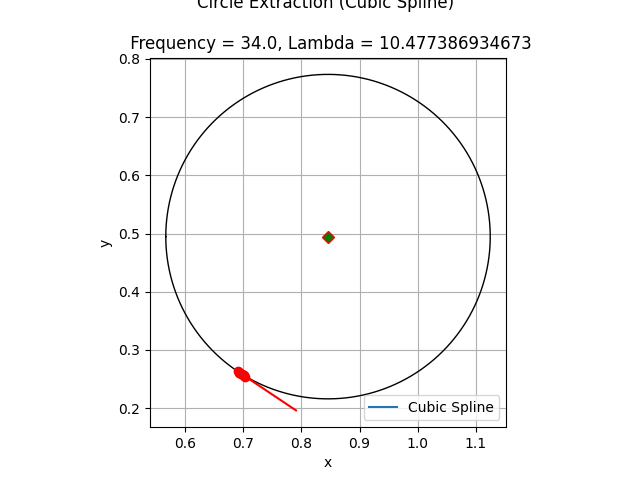 Circle Extraction (Cubic Spline)
Frequency = 34.0, Lambda = 10.477386934673
0.8
0.7
0.6
0.5
0.4
0.3
0.2
y
Cubic Spline
0.6 0.7 0.8 0.9 1.0 1.1
x